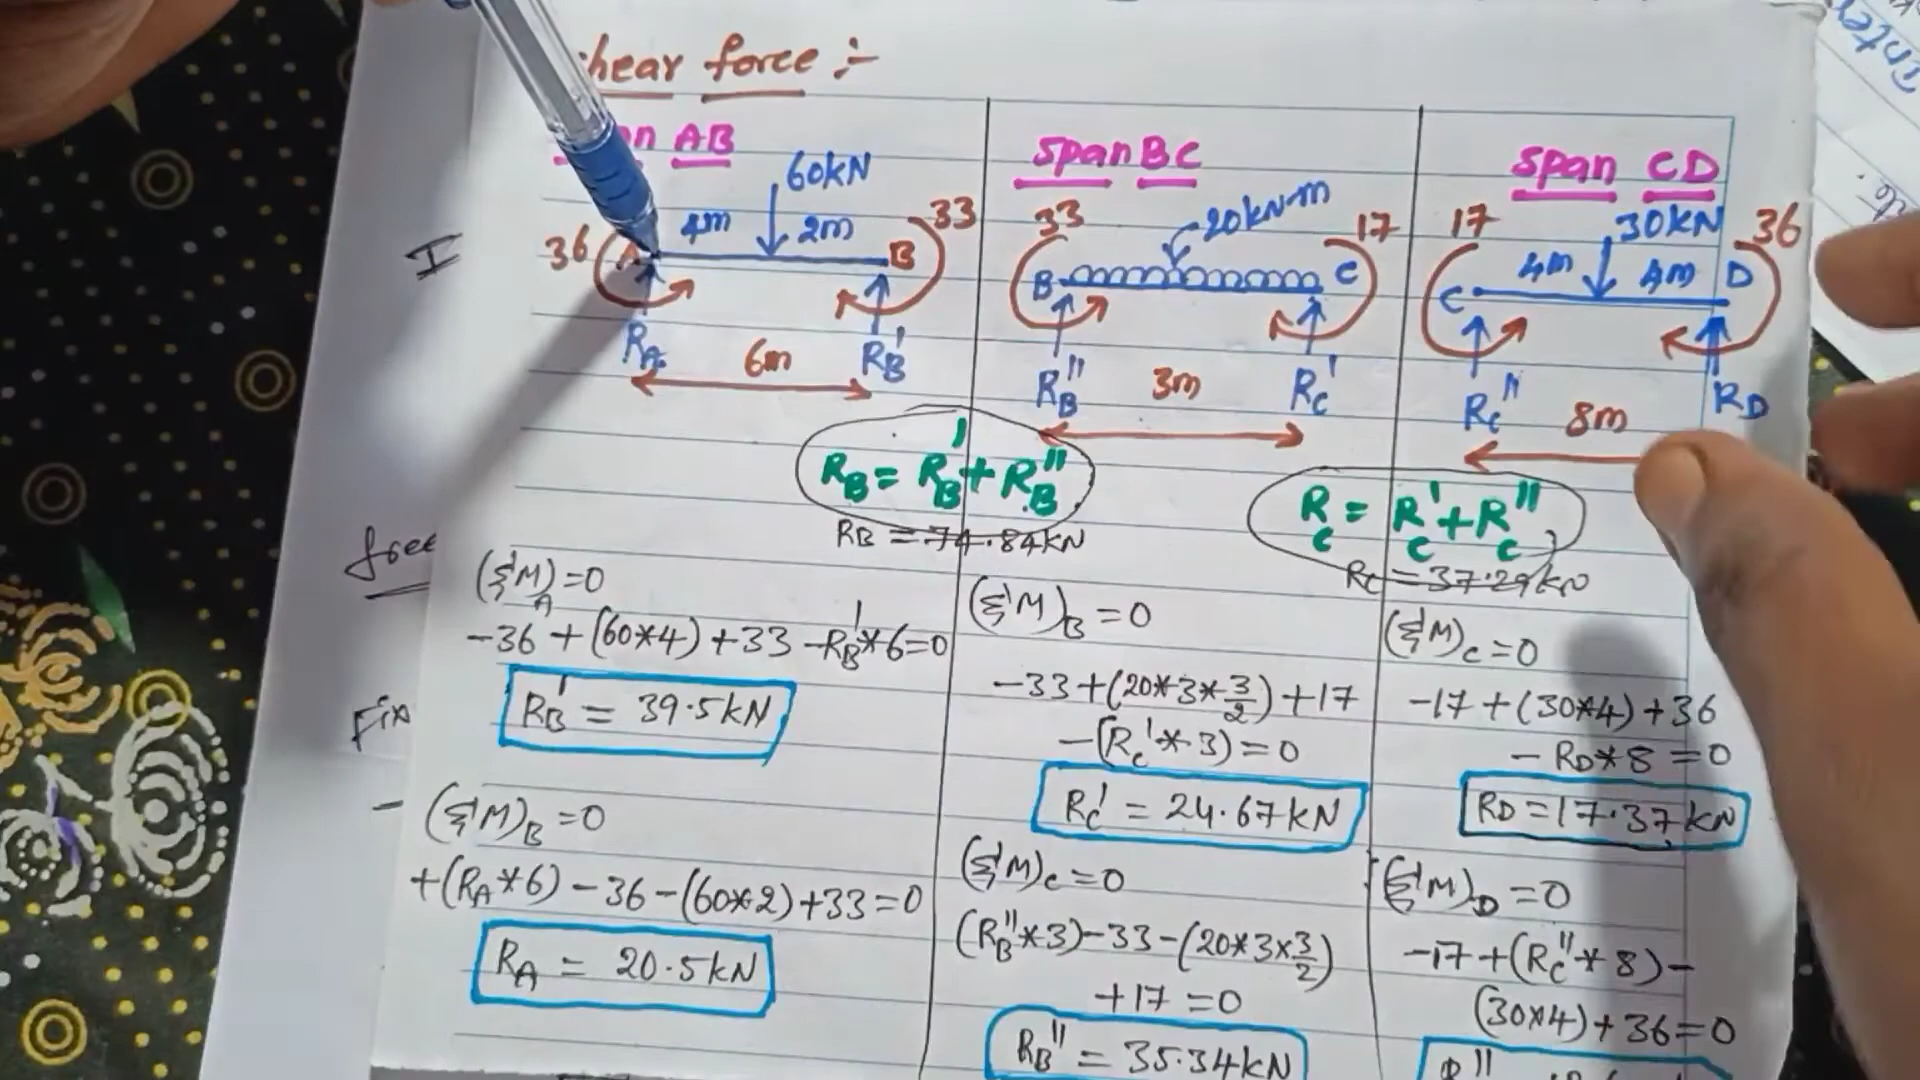 hear force :-
n AB
60kN
4m
2m
36
A
B
33
RA
RB'
6m
span BC
33
20kN-m
17
B
C
RB''
RC'
3m
span CD
17
30kN
36
4m
4m
C
D
RC''
RD
8m
I
RB = RB' + RB''
RB = 74.84kN
RC = RC' + RC''
RC = 37.29kN
(ΣM)A = 0
-36 + (60*4) + 33 - RB'*6 = 0
RB' = 39.5kN
(ΣM)B = 0
+(RA*6) - 36 - (60*2) + 33 = 0
RA = 20.5kN
(ΣM)B = 0
-33 + (20*3*3/2) + 17
-(RC'*3) = 0
RC' = 24.67kN
(ΣM)C = 0
(RB''*3) - 33 - (20*3×3/2)
+17 = 0
RB'' = 35.34kN
(ΣM)C = 0
-17 + (30*4) + 36
- RD*8 = 0
RD = 17.37kN
(ΣM)D = 0
-17 + (RC''*8) -
(30*4) + 36 = 0
free
Fix